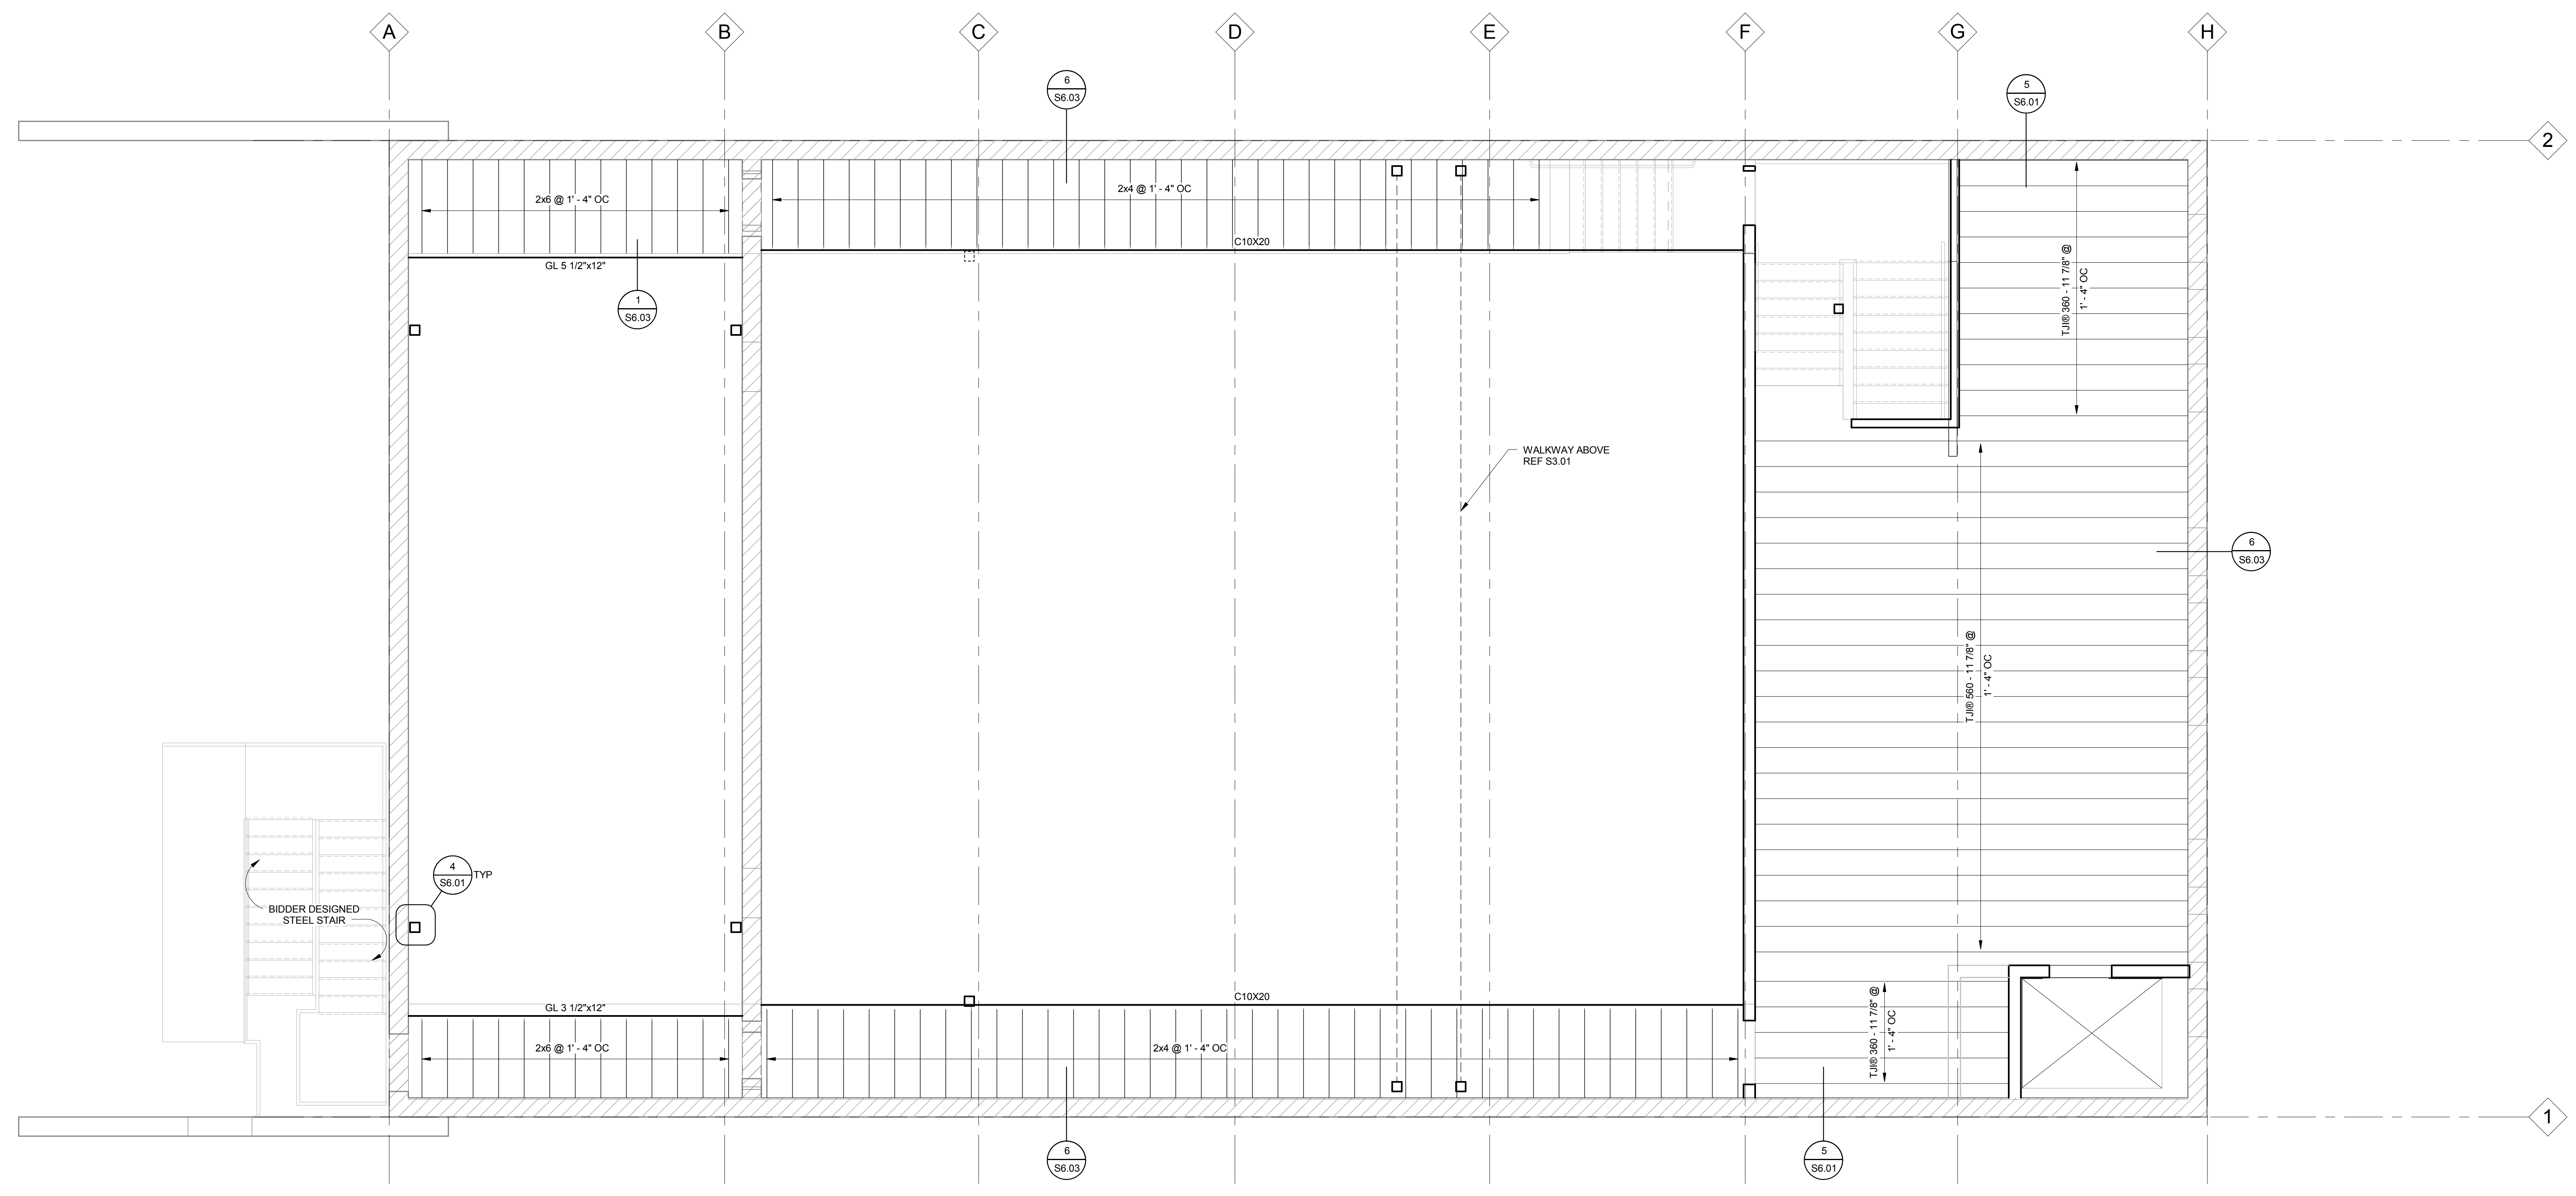 A
B
C
D
E
F
G
H
6
S6.03
5
S6.01
2
2x6 @ 1' - 4" OC
2x4 @ 1' - 4" OC
C10X20
GL 5 1/2"x12"
1
S6.03
TJI® 360 - 11 7/8" @
1' - 4" OC
WALKWAY ABOVE
REF S3.01
6
S6.03
TJI® 560 - 11 7/8" @
1' - 4" OC
4
S6.01
TYP
BIDDER DESIGNED
STEEL STAIR
GL 3 1/2"x12"
C10X20
2x6 @ 1' - 4" OC
2x4 @ 1' - 4" OC
TJI® 360 - 11 7/8" @
1' - 4" OC
1
6
S6.03
5
S6.01